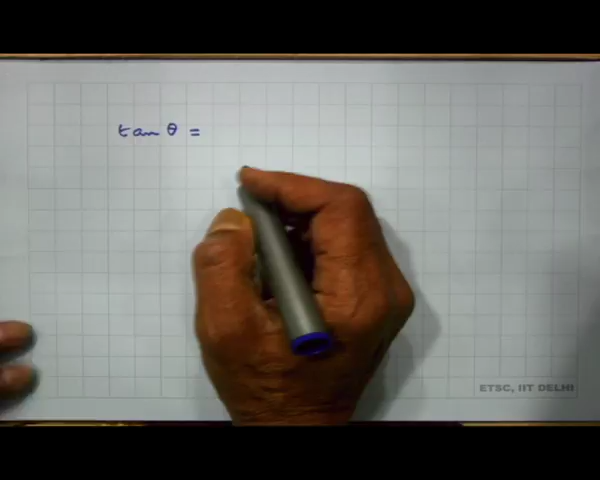 tan θ =
ETSC, IIT DELHI